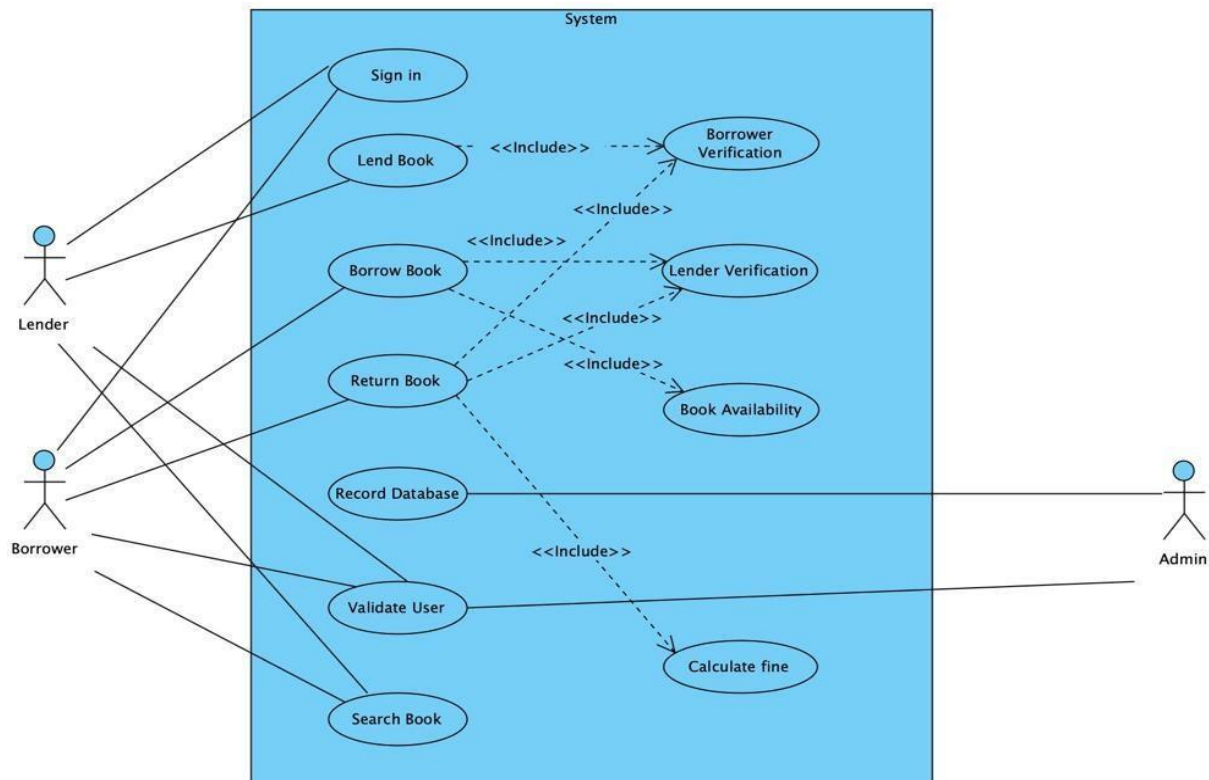 System
Sign in
Lend Book
<<Include>>
Borrower
Verification
<<Include>>
<<Include>>
Borrow Book
Lender Verification
Lender
<<Include>>
<<Include>>
Return Book
Book Availability
Record Database
Borrower
<<Include>>
Admin
Validate User
Calculate fine
Search Book